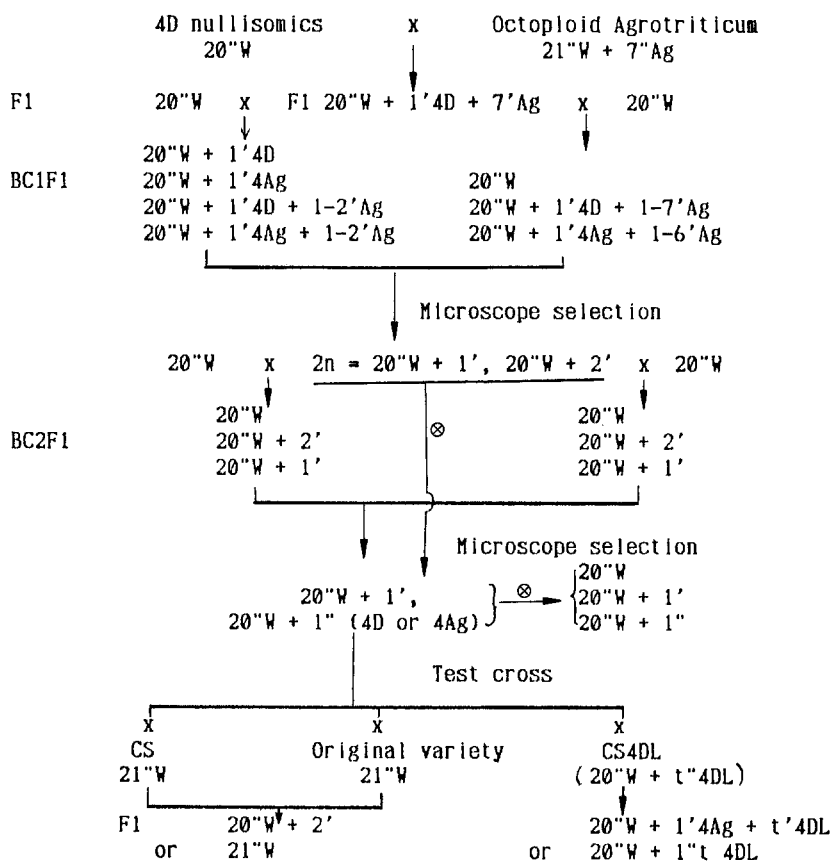 4D nullisomics x Octoploid Agrotriticum
20"W 21"W + 7"Ag
F1 20"W x F1 20"W + 1'4D + 7'Ag x 20"W
20"W + 1'4D
BC1F1 20"W + 1'4Ag 20"W
20"W + 1'4D + 1-2'Ag 20"W + 1'4D + 1-7'Ag
20"W + 1'4Ag + 1-2'Ag 20"W + 1'4Ag + 1-6'Ag
Microscope selection
20"W x 2n = 20"W + 1', 20"W + 2' x 20"W
20"W ⊗ 20"W
BC2F1 20"W + 2' 20"W + 2'
20"W + 1' 20"W + 1'
Microscope selection
20"W
20"W + 1', ⊗ 20"W + 1'
20"W + 1" (4D or 4Ag) 20"W + 1"
Test cross
x x x
CS Original variety CS4DL
21"W 21"W (20"W + t"4DL)
F1 20"W + 2' 20"W + 1'4Ag + t'4DL
or 21"W or 20"W + 1"t 4DL